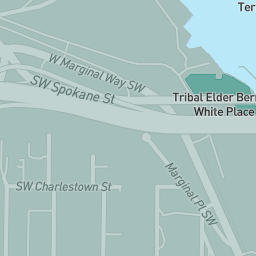 Ter
W Marginal Way SW
SW Spokane St
Tribal Elder Ber
White Place
Marginal Pl SW
SW Charlestown St